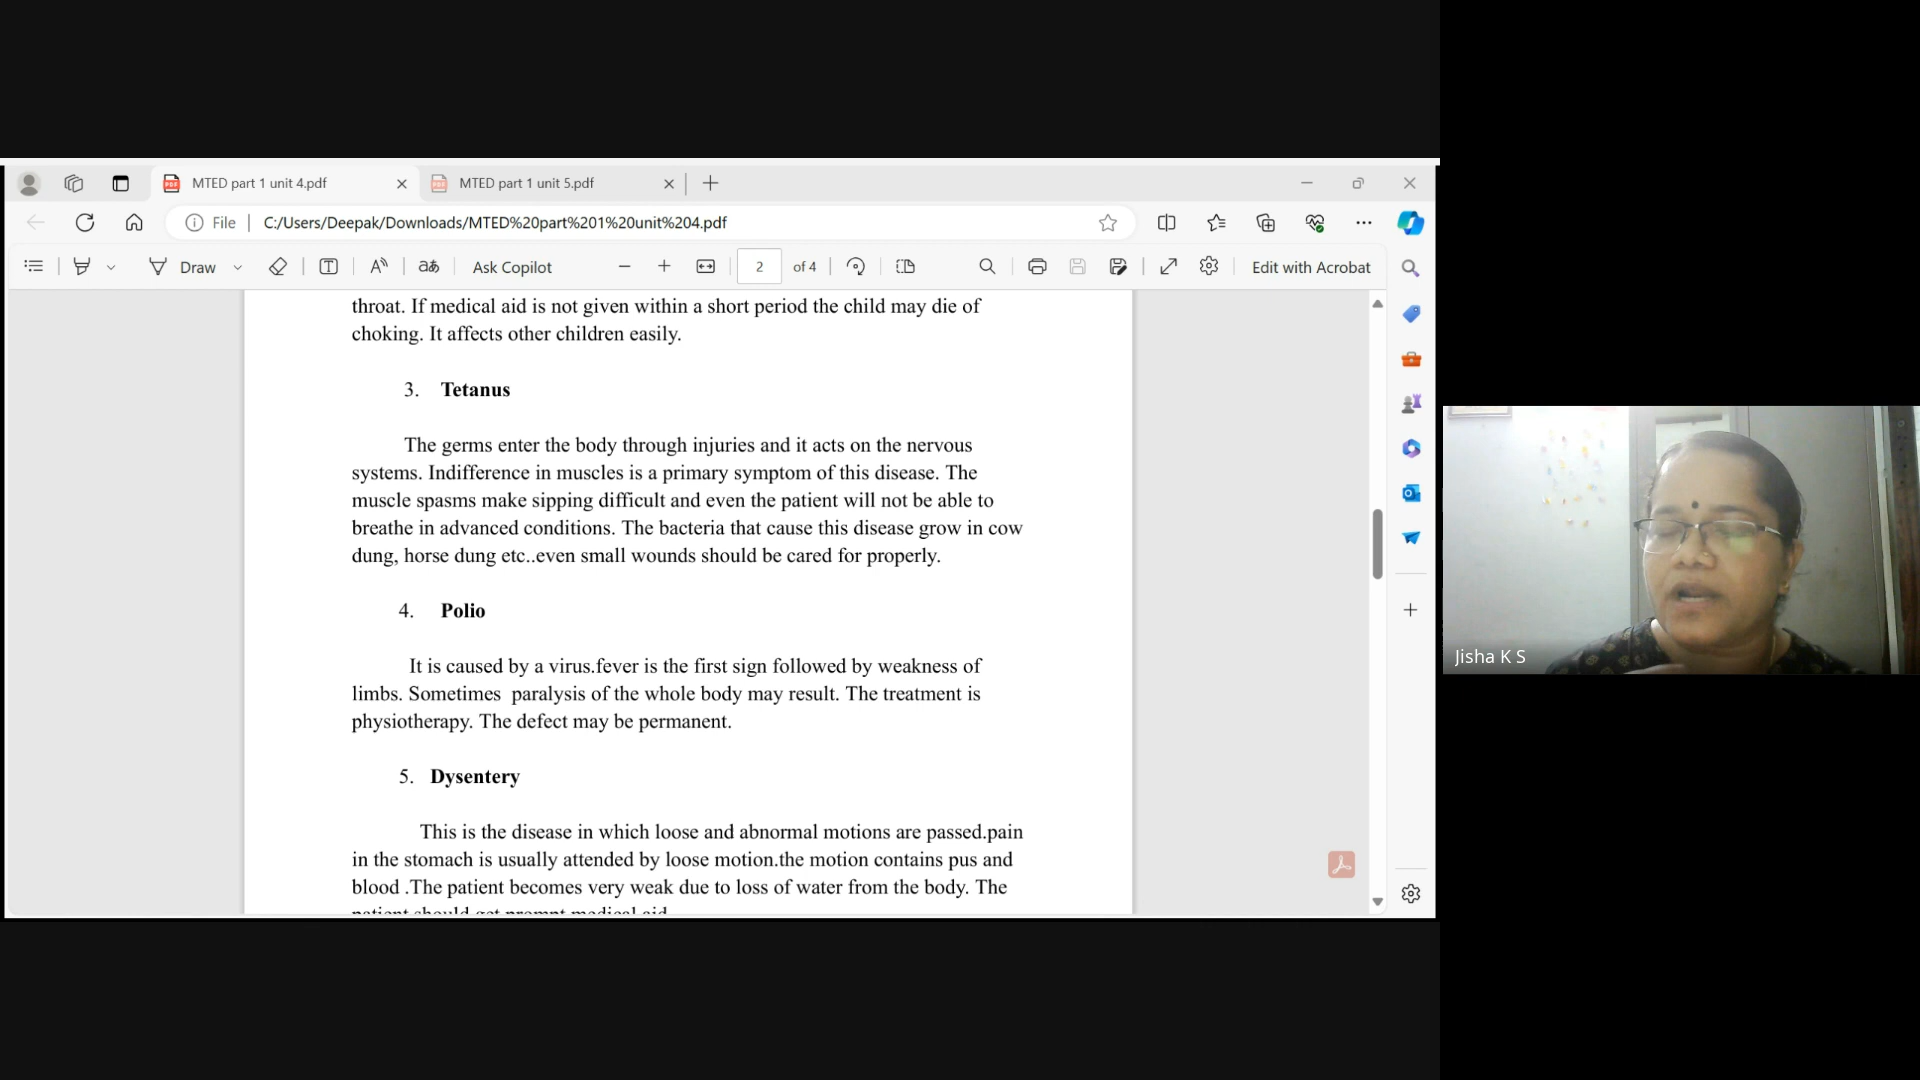 MTED part 1 unit 4.pdf
MTED part 1 unit 5.pdf
File
C:/Users/Deepak/Downloads/MTED%20part%201%20unit%204.pdf
Draw
aあ
Ask Copilot
2
of 4
Edit with Acrobat
throat. If medical aid is not given within a short period the child may die of
choking. It affects other children easily.
3. Tetanus
The germs enter the body through injuries and it acts on the nervous
systems. Indifference in muscles is a primary symptom of this disease. The
muscle spasms make sipping difficult and even the patient will not be able to
breathe in advanced conditions. The bacteria that cause this disease grow in cow
dung, horse dung etc..even small wounds should be cared for properly.
4. Polio
It is caused by a virus.fever is the first sign followed by weakness of
limbs. Sometimes paralysis of the whole body may result. The treatment is
physiotherapy. The defect may be permanent.
5. Dysentery
This is the disease in which loose and abnormal motions are passed.pain
in the stomach is usually attended by loose motion.the motion contains pus and
blood .The patient becomes very weak due to loss of water from the body. The
patient should get prompt medical aid.
Jisha K S